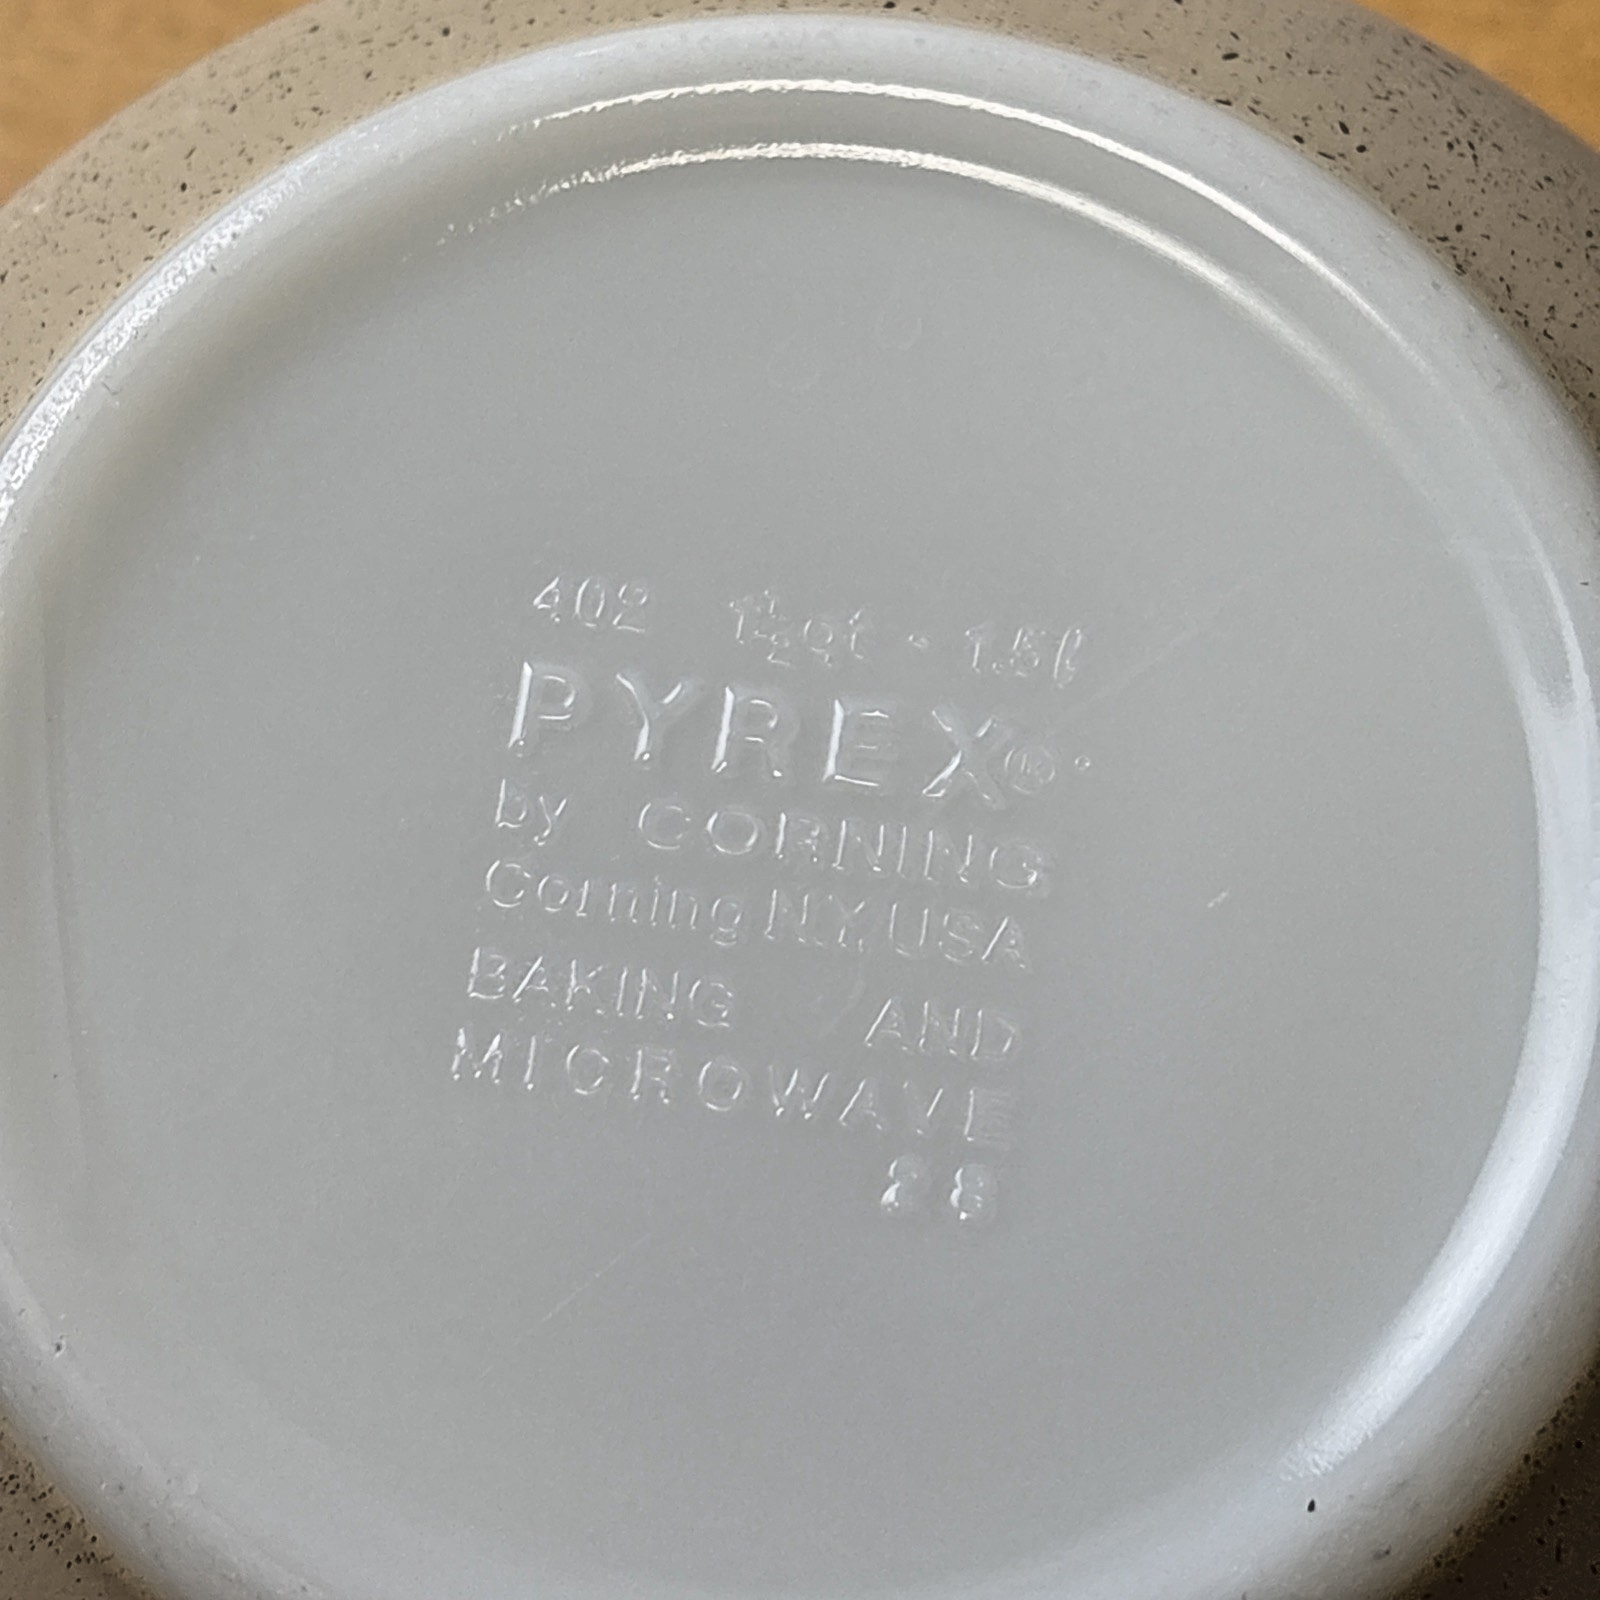 402 1½qt · 1.5ℓ
PYREX®
by CORNING
Corning N.Y. USA
BAKING AND
MICROWAVE
28